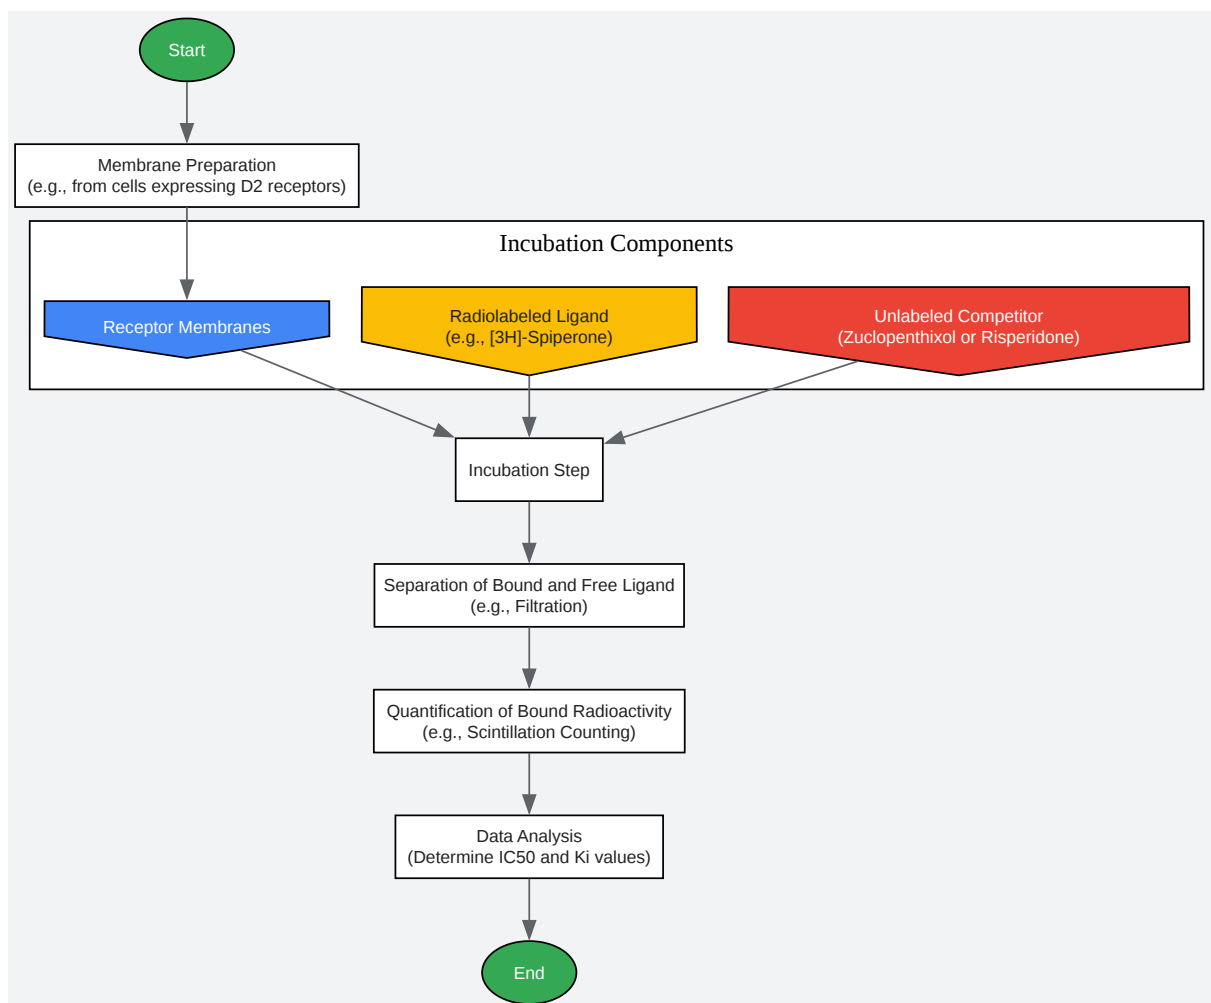 Start
Membrane Preparation
(e.g., from cells expressing D2 receptors)
Incubation Components
Receptor Membranes
Radiolabeled Ligand
(e.g., [3H]-Spiperone)
Unlabeled Competitor
(Zuclopenthixol or Risperidone)
Incubation Step
Separation of Bound and Free Ligand
(e.g., Filtration)
Quantification of Bound Radioactivity
(e.g., Scintillation Counting)
Data Analysis
(Determine IC50 and Ki values)
End